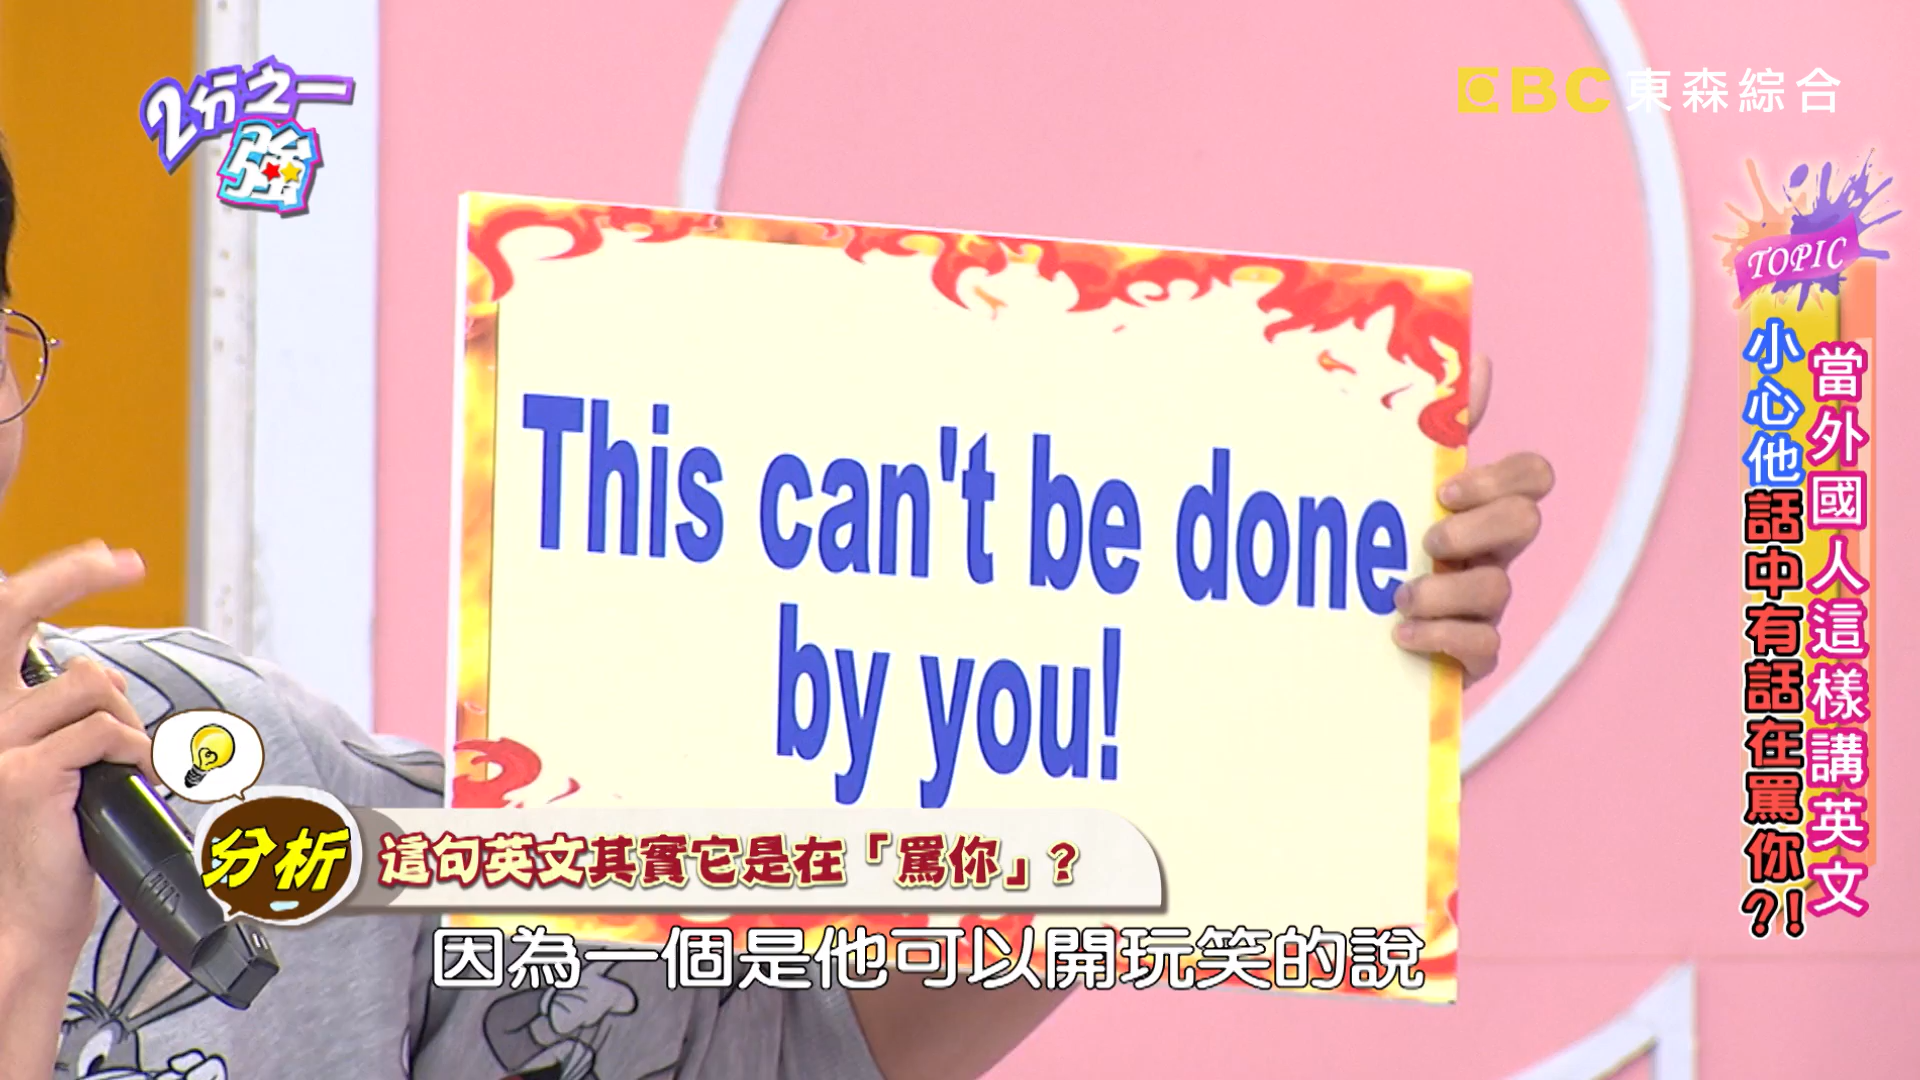 2分之一
強
EBC 東森綜合
TOPIC
當外國人這樣講英文
小心他話中有話在罵你?!
This can't be done
by you!
分析
這句英文其實它是在「罵你」?
因為一個是他可以開玩笑的說